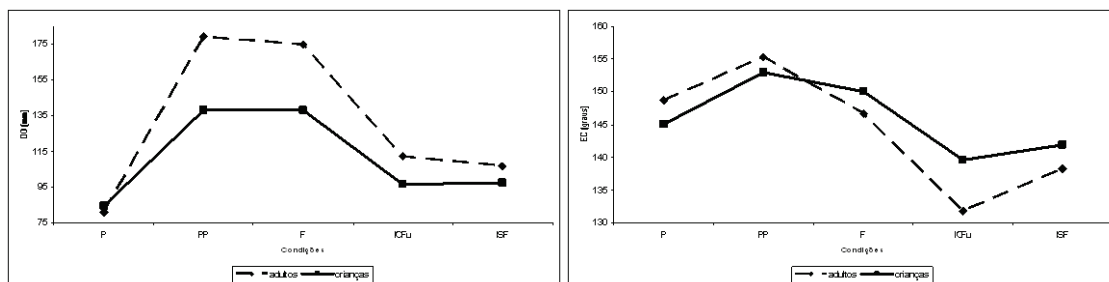 175
155
135
115
95
75
DD [mm]
P PP F ICFu ISF
Condições
adultos crianças
160
155
150
145
140
135
130
EC [graus]
P PP F ICFu ISF
Condições
adultos crianças